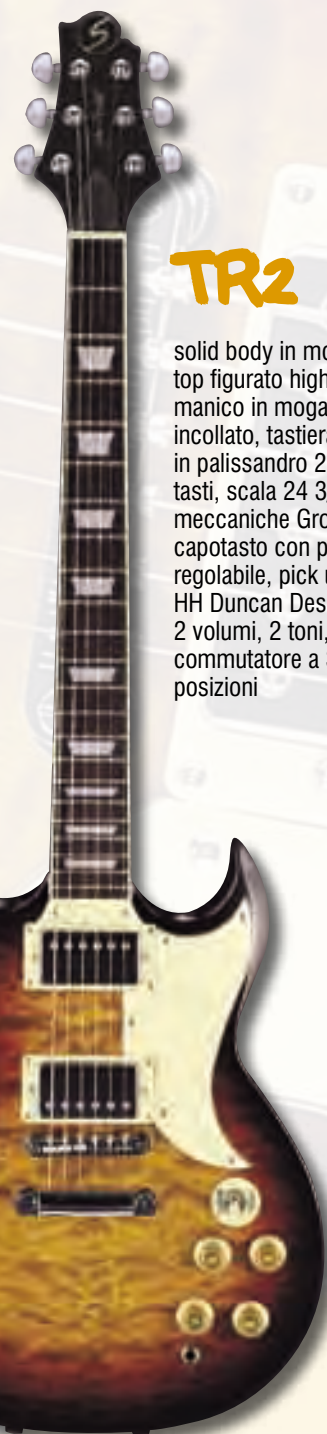 S
TR2
solid body in mo
top figurato high
manico in moga
incollato, tastiera
in palissandro 2
tasti, scala 24 3
meccaniche Gro
capotasto con p
regolabile, pick u
HH Duncan Des
2 volumi, 2 toni,
commutatore a
posizioni